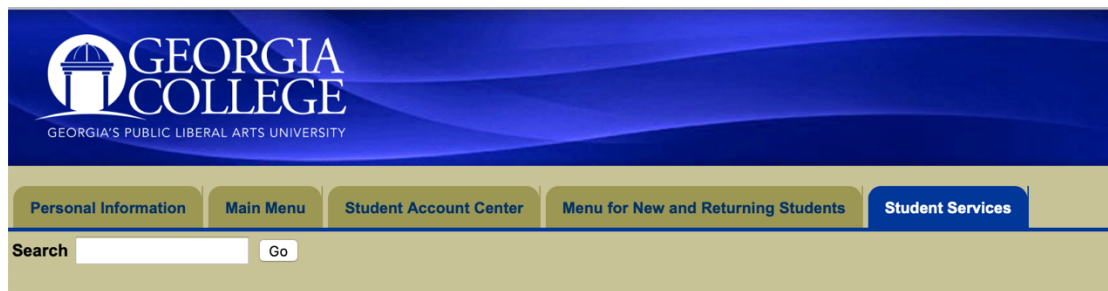 GEORGIA
COLLEGE
GEORGIA'S PUBLIC LIBERAL ARTS UNIVERSITY
Personal Information Main Menu Student Account Center Menu for New and Returning Students Student Services
Search Go